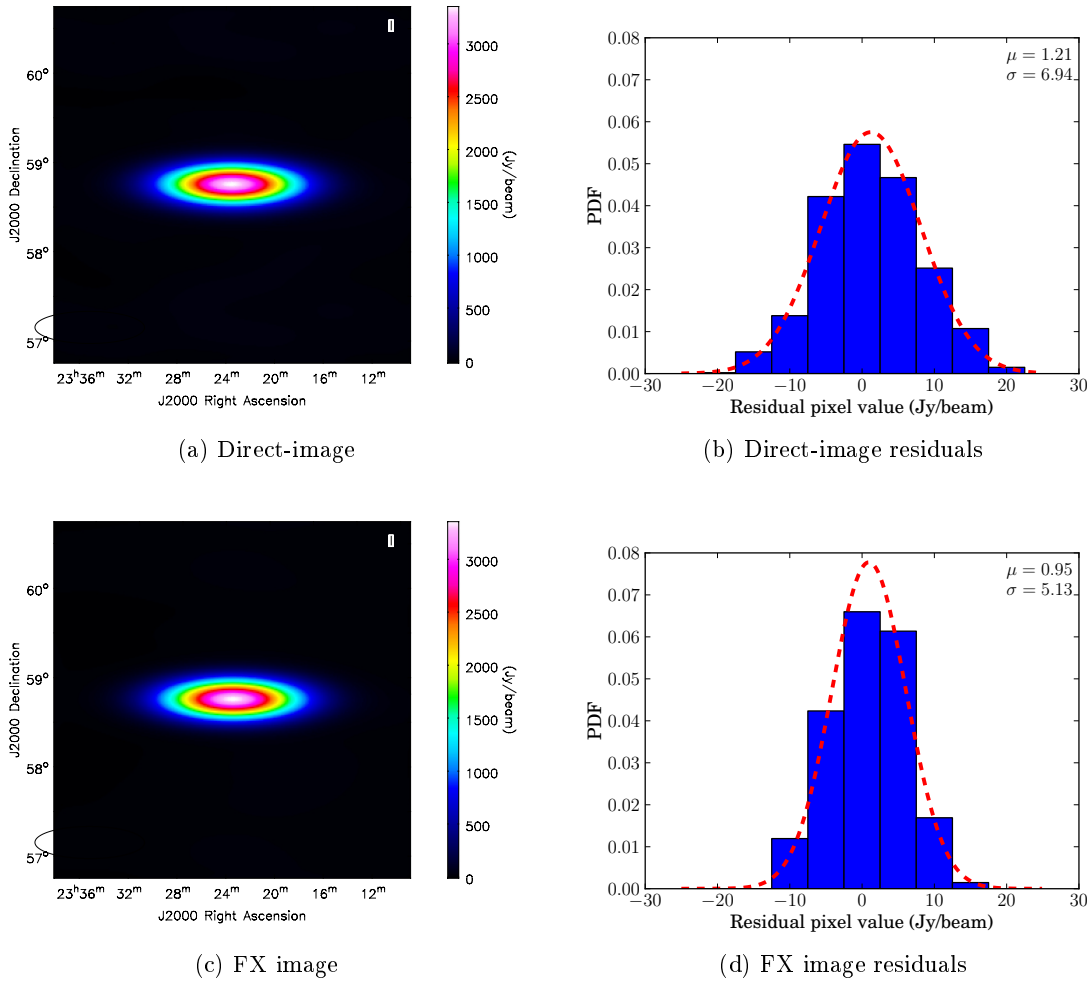 I
3000
2500
2000
1500
1000
500
0
(Jy/beam)
60°
59°
58°
57°
J2000 Declination
23ʰ36ᵐ 32ᵐ 28ᵐ 24ᵐ 20ᵐ 16ᵐ 12ᵐ
J2000 Right Ascension
(a) Direct-image
0.08
0.07
0.06
0.05
0.04
0.03
0.02
0.01
0.00
PDF
μ = 1.21
σ = 6.94
−30 −20 −10 0 10 20 30
Residual pixel value (Jy/beam)
(b) Direct-image residuals
I
3000
2500
2000
1500
1000
500
0
(Jy/beam)
60°
59°
58°
57°
J2000 Declination
23ʰ36ᵐ 32ᵐ 28ᵐ 24ᵐ 20ᵐ 16ᵐ 12ᵐ
J2000 Right Ascension
(c) FX image
0.08
0.07
0.06
0.05
0.04
0.03
0.02
0.01
0.00
PDF
μ = 0.95
σ = 5.13
−30 −20 −10 0 10 20 30
Residual pixel value (Jy/beam)
(d) FX image residuals